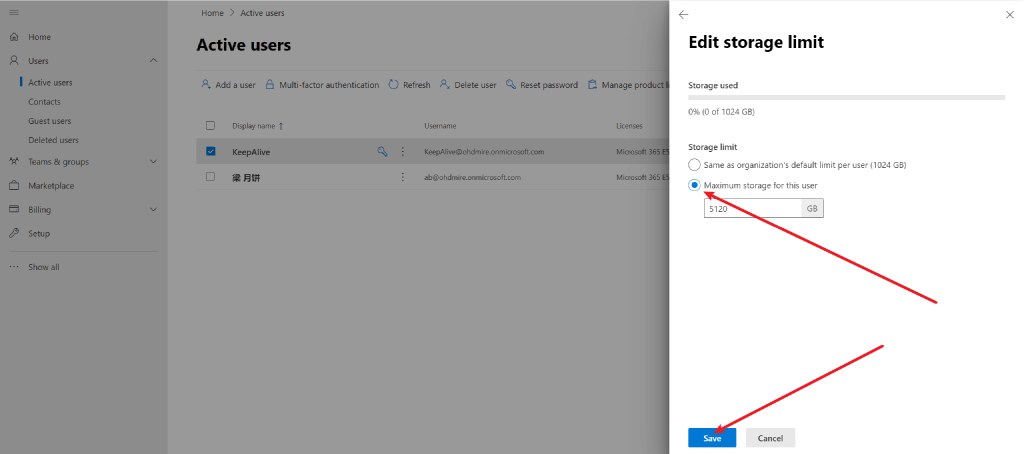 Home > Active users
Home
Users
Active users
Contacts
Guest users
Deleted users
Teams & groups
Marketplace
Billing
Setup
Show all
Active users
Add a user Multi-factor authentication Refresh Delete user Reset password Manage product li
Display name ↑ Username Licenses
KeepAlive KeepAlive@ohdmire.onmicrosoft.com Microsoft 365 E5
梁 月饼 ab@ohdmire.onmicrosoft.com Microsoft 365 E5
Edit storage limit
Storage used
0% (0 of 1024 GB)
Storage limit
Same as organization's default limit per user (1024 GB)
Maximum storage for this user
5120 GB
Save Cancel